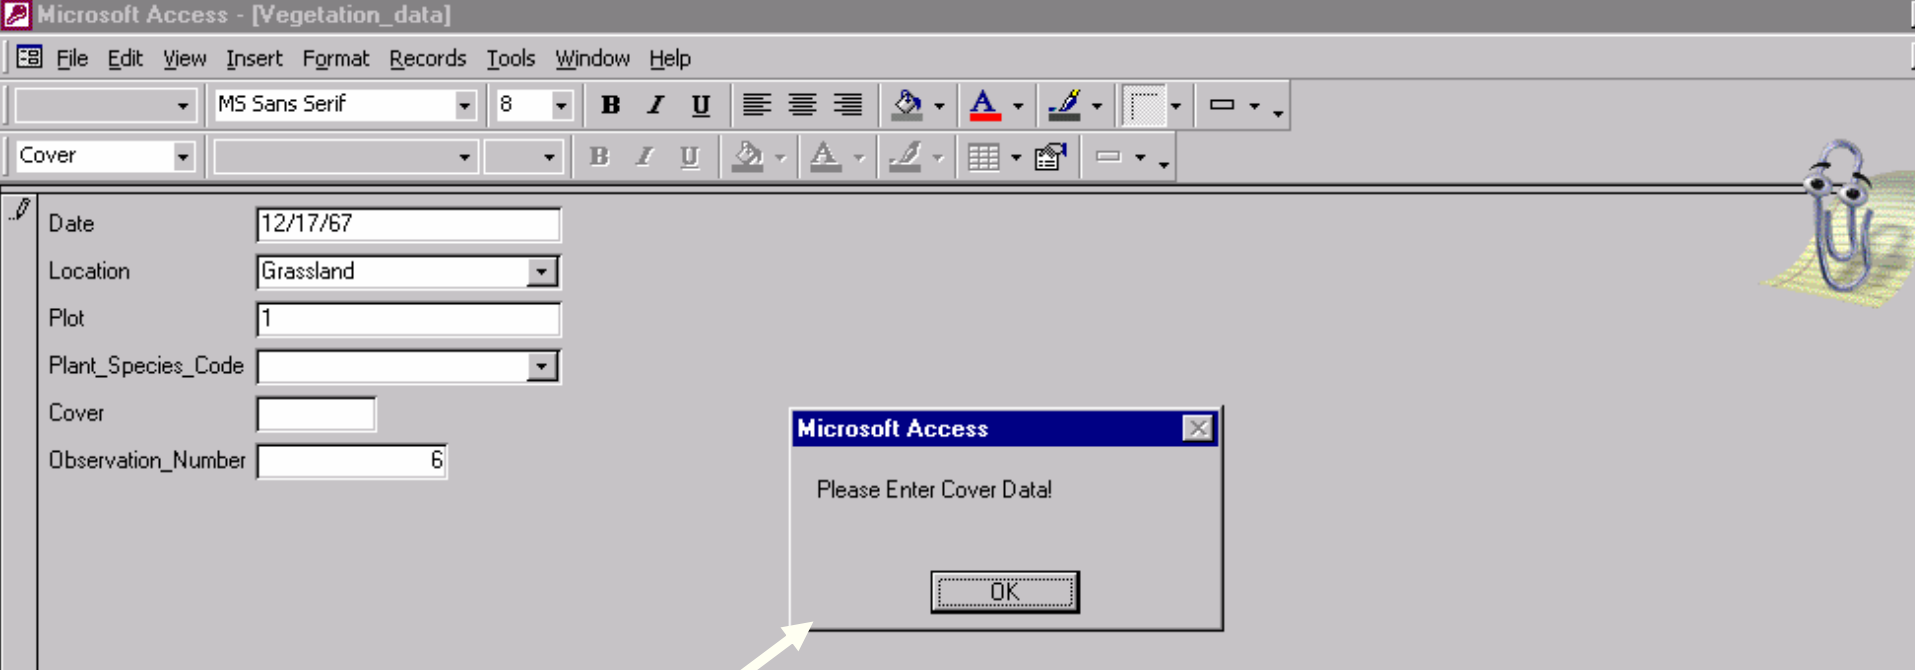 Microsoft Access - [Vegetation_data]
File Edit View Insert Format Records Tools Window Help
MS Sans Serif 8 B I U A
Cover B I U A
Date 12/17/67
Location Grassland
Plot 1
Plant_Species_Code
Cover
Observation_Number 6
Microsoft Access
Please Enter Cover Data!
OK